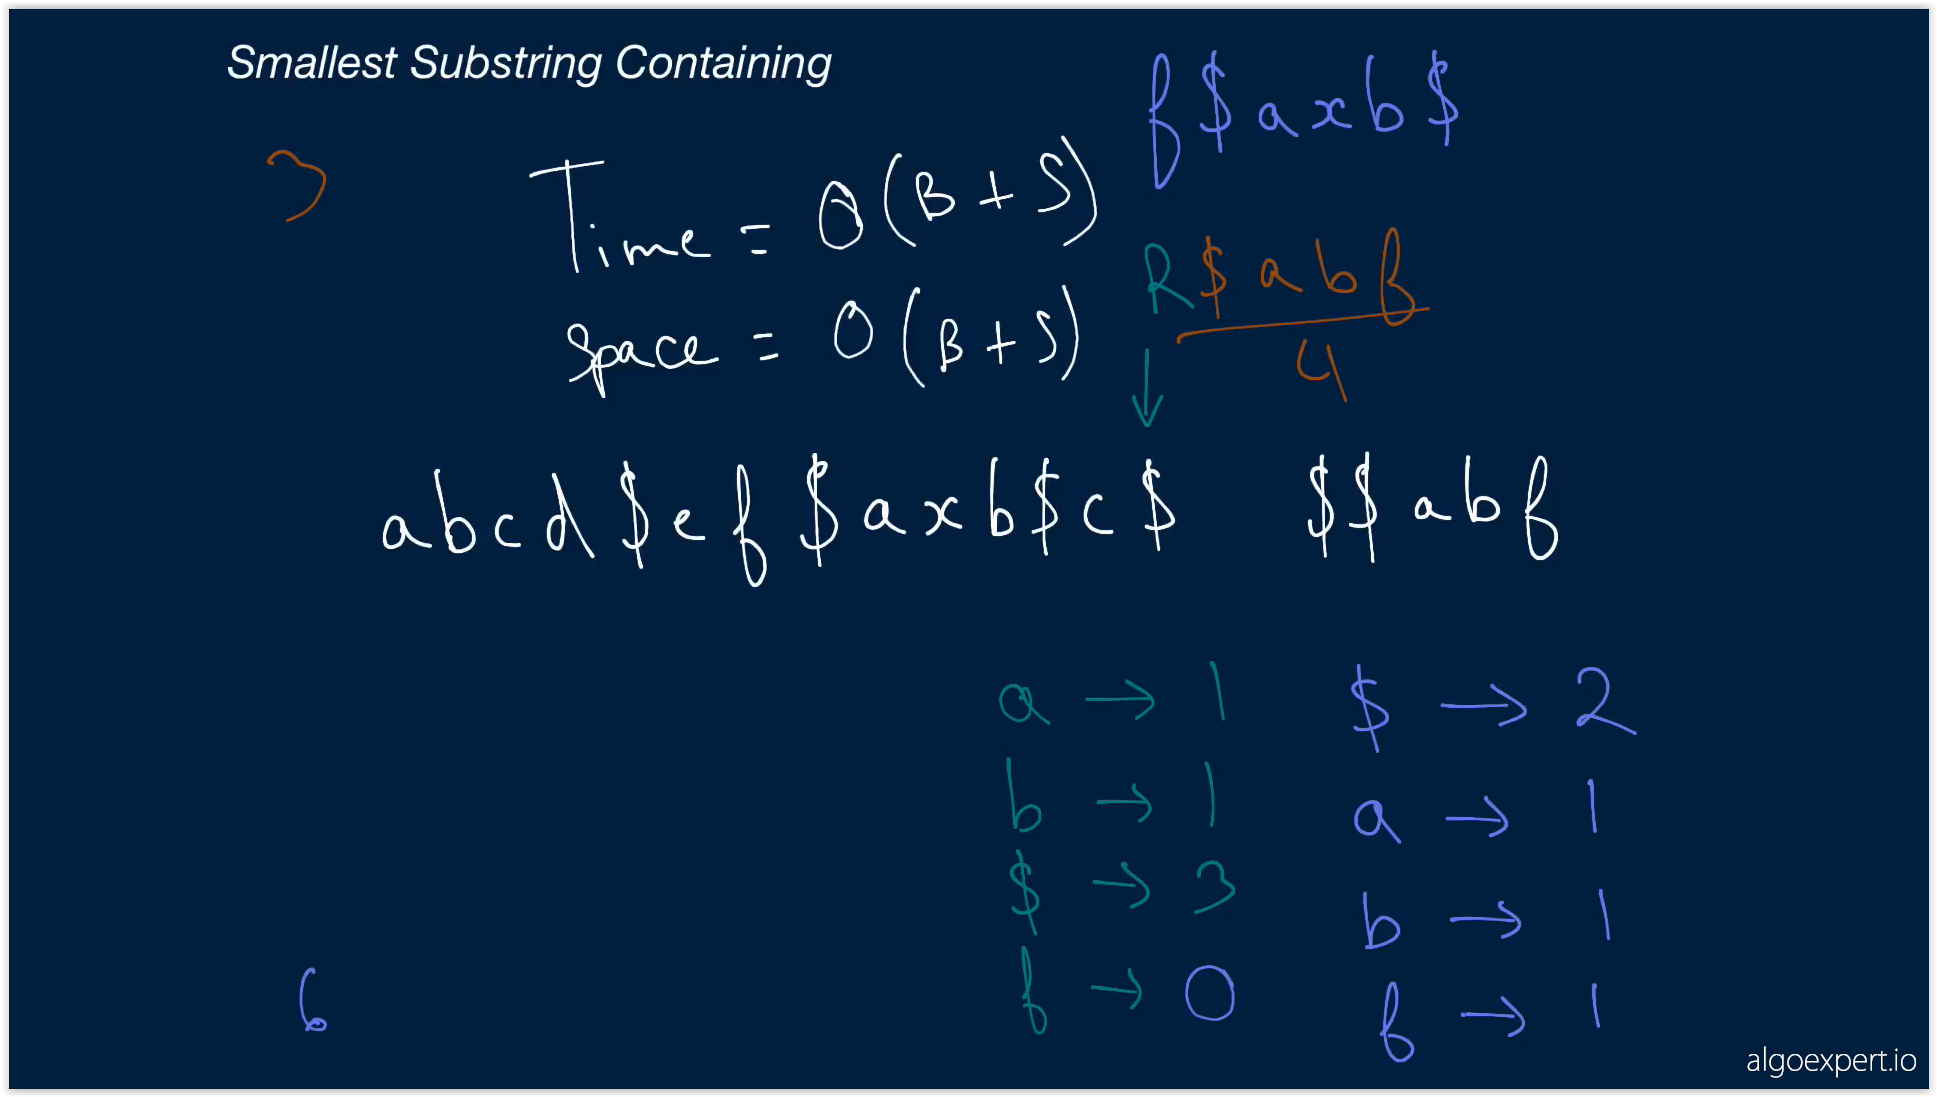 Smallest Substring Containing
f$axb$
3
Time = O(B+S)
R $abf
4
Space = O(B+S)
abcd$ef$axb$c$ $$abf
a → 1 $ → 2
b → 1 a → 1
$ → 3 b → 1
f → 0 f → 1
6
algoexpert.io